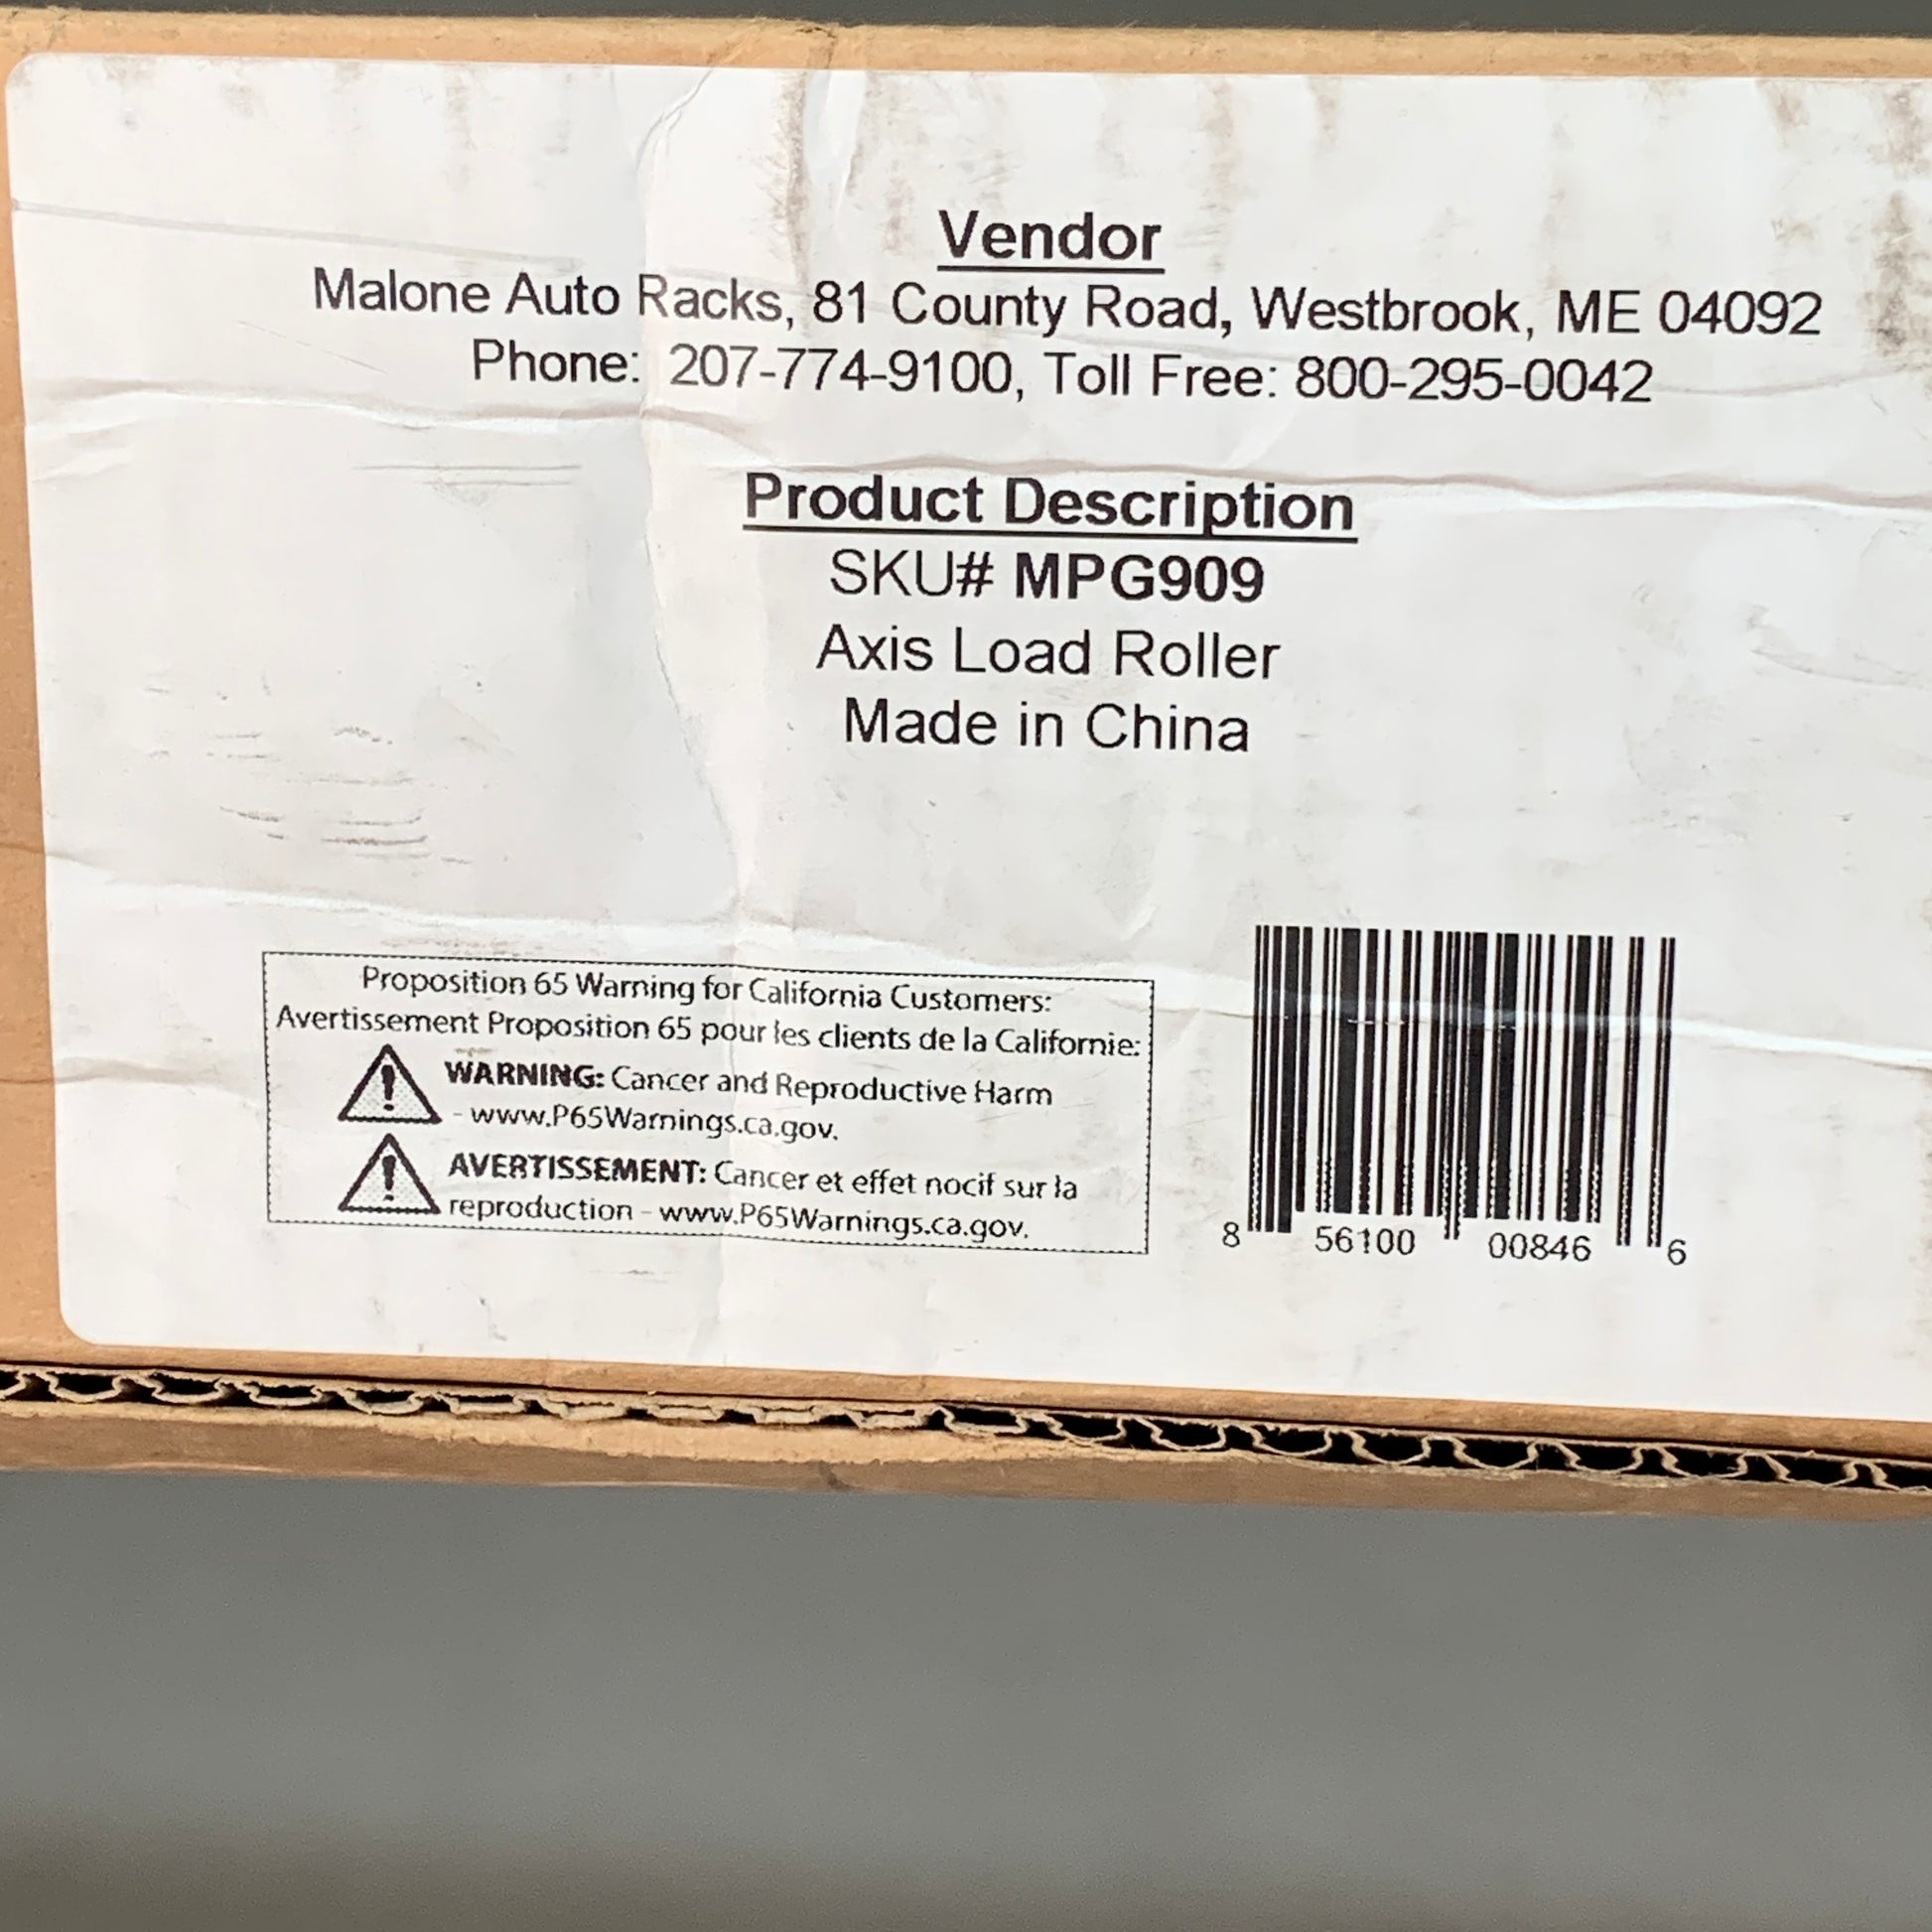 Vendor
Malone Auto Racks, 81 County Road, Westbrook, ME 04092
Phone: 207-774-9100, Toll Free: 800-295-0042
Product Description
SKU# MPG909
Axis Load Roller
Made in China
Proposition 65 Warning for California Customers:
Avertissement Proposition 65 pour les clients de la Californie:
WARNING: Cancer and Reproductive Harm
- www.P65Warnings.ca.gov.
AVERTISSEMENT: Cancer et effet nocif sur la
reproduction - www.P65Warnings.ca.gov.
8 56100 00846 6